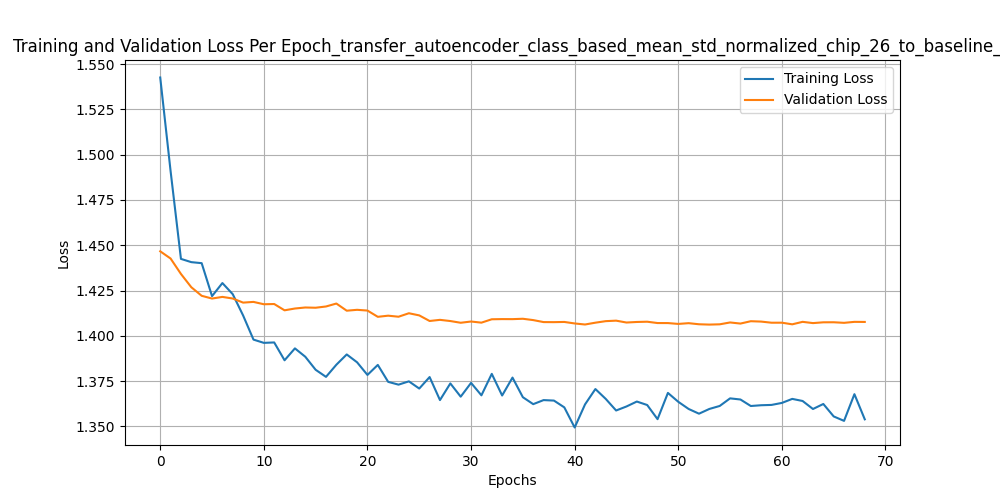 Training and Validation Loss Per Epoch_transfer_autoencoder_class_based_mean_std_normalized_chip_26_to_baseline_
1.550
1.525
1.500
1.475
1.450
1.425
1.400
1.375
1.350
Loss
Training Loss
Validation Loss
0 10 20 30 40 50 60 70
Epochs